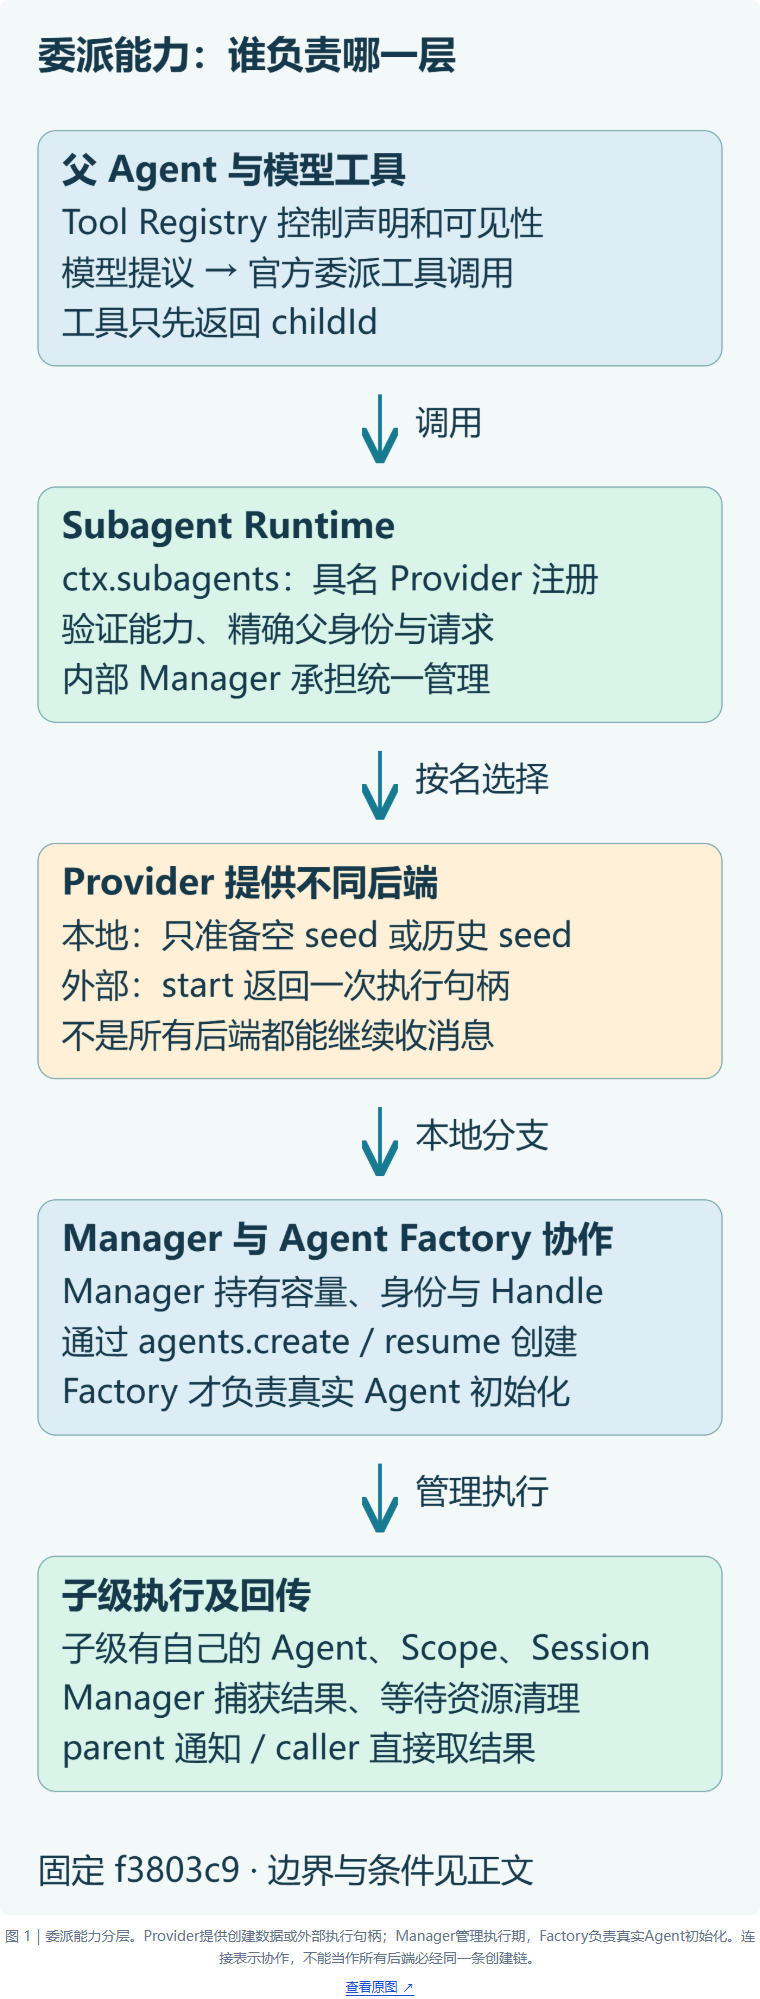 委派能力：谁负责哪一层
父 Agent 与模型工具
Tool Registry 控制声明和可见性
模型提议 → 官方委派工具调用
工具只先返回 childId
调用
Subagent Runtime
ctx.subagents：具名 Provider 注册
验证能力、精确父身份与请求
内部 Manager 承担统一管理
按名选择
Provider 提供不同后端
本地：只准备空 seed 或历史 seed
外部：start 返回一次执行句柄
不是所有后端都能继续收消息
本地分支
Manager 与 Agent Factory 协作
Manager 持有容量、身份与 Handle
通过 agents.create / resume 创建
Factory 才负责真实 Agent 初始化
管理执行
子级执行及回传
子级有自己的 Agent、Scope、Session
Manager 捕获结果、等待资源清理
parent 通知 / caller 直接取结果
固定 f3803c9 · 边界与条件见正文
图 1｜委派能力分层。Provider提供创建数据或外部执行句柄；Manager管理执行期，Factory负责真实Agent初始化。连
接表示协作，不能当作所有后端必经同一条创建链。
查看原图 ↗